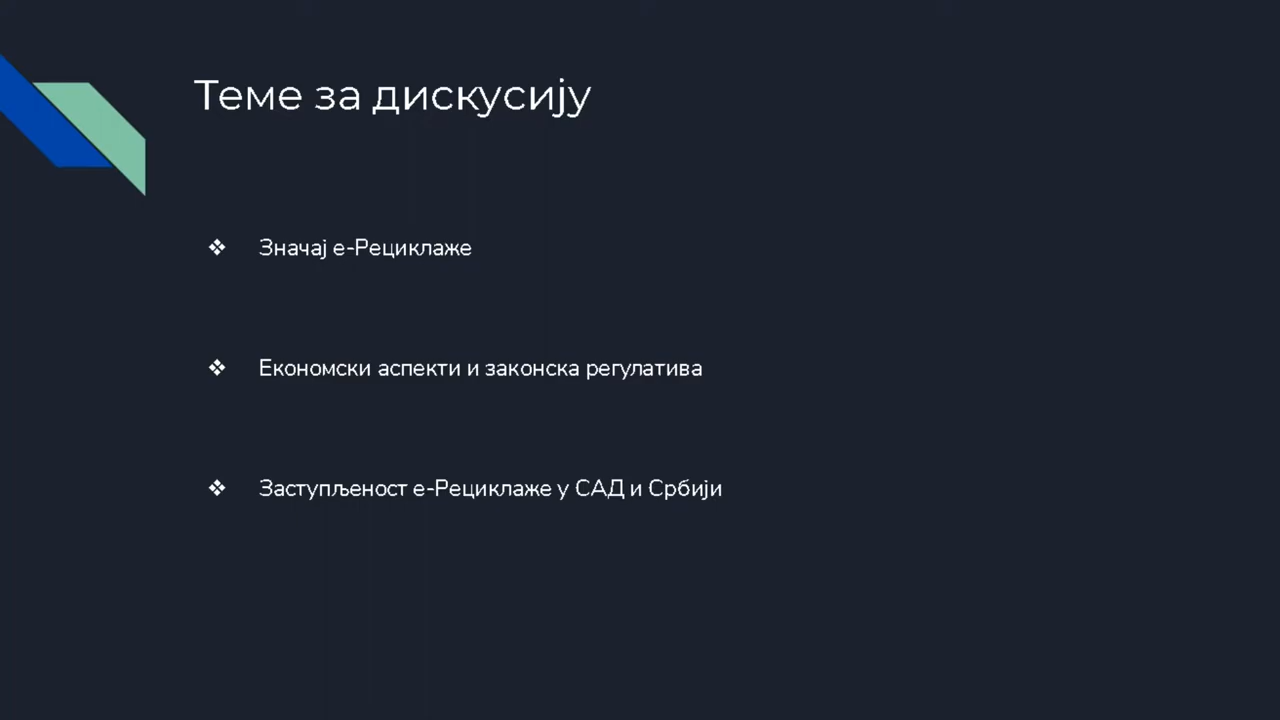 Теме за дискусију
❖ Значај е-Рециклаже
❖ Економски аспекти и законска регулатива
❖ Заступљеност е-Рециклаже у САД и Србији